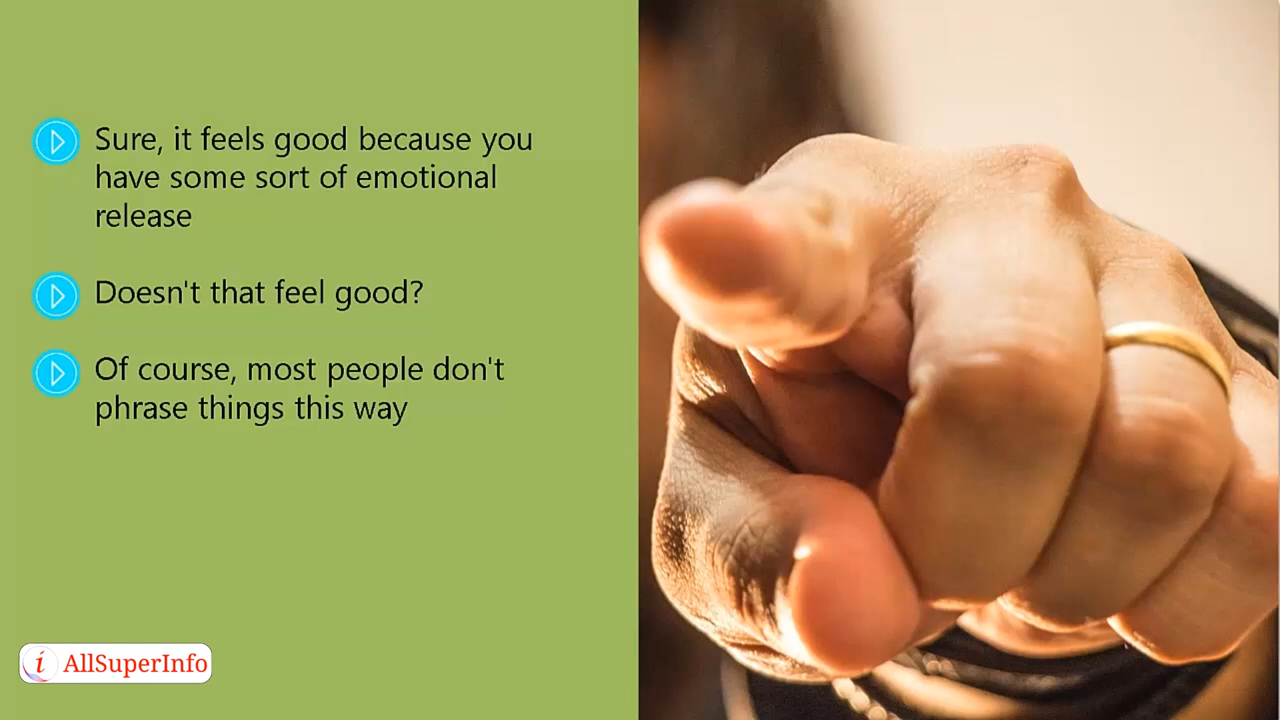 Sure, it feels good because you
have some sort of emotional
release
Doesn't that feel good?
Of course, most people don't
phrase things this way
i AllSuperInfo